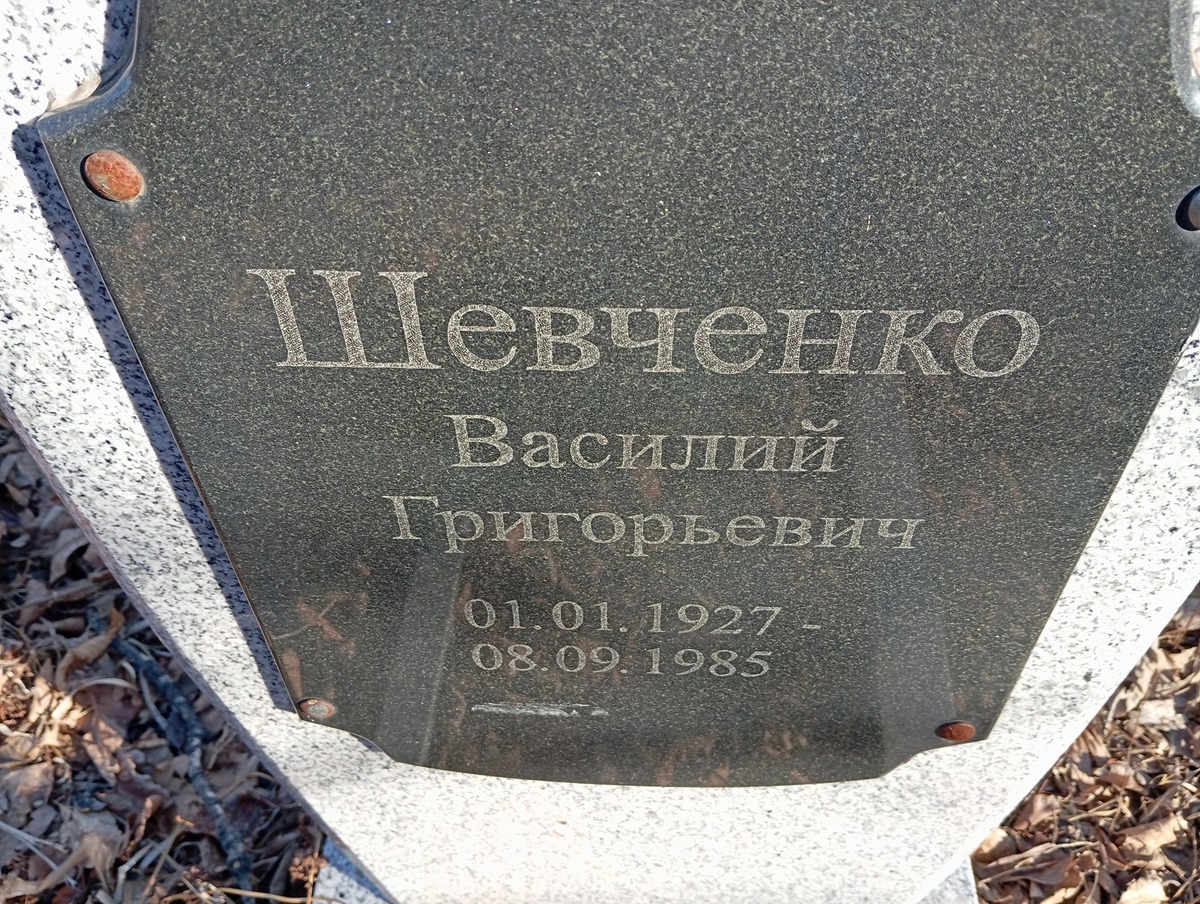 Шевченко
Василий
Григорьевич
01.01.1927 -
08.09.1985